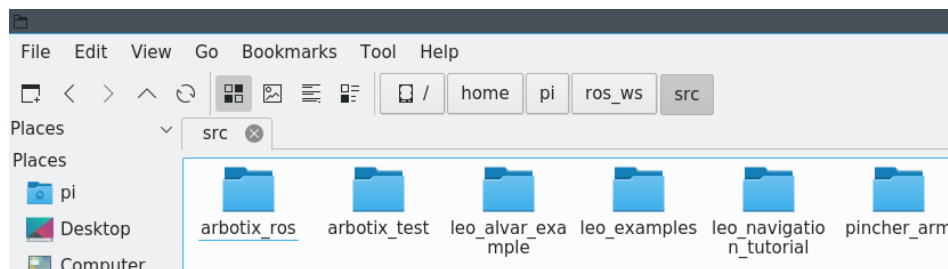 File Edit View Go Bookmarks Tool Help
/ home pi ros_ws src
Places
src
Places
pi
Desktop
Computer
arbotix_ros arbotix_test leo_alvar_exa leo_examples leo_navigatio pincher_arm
mple n_tutorial